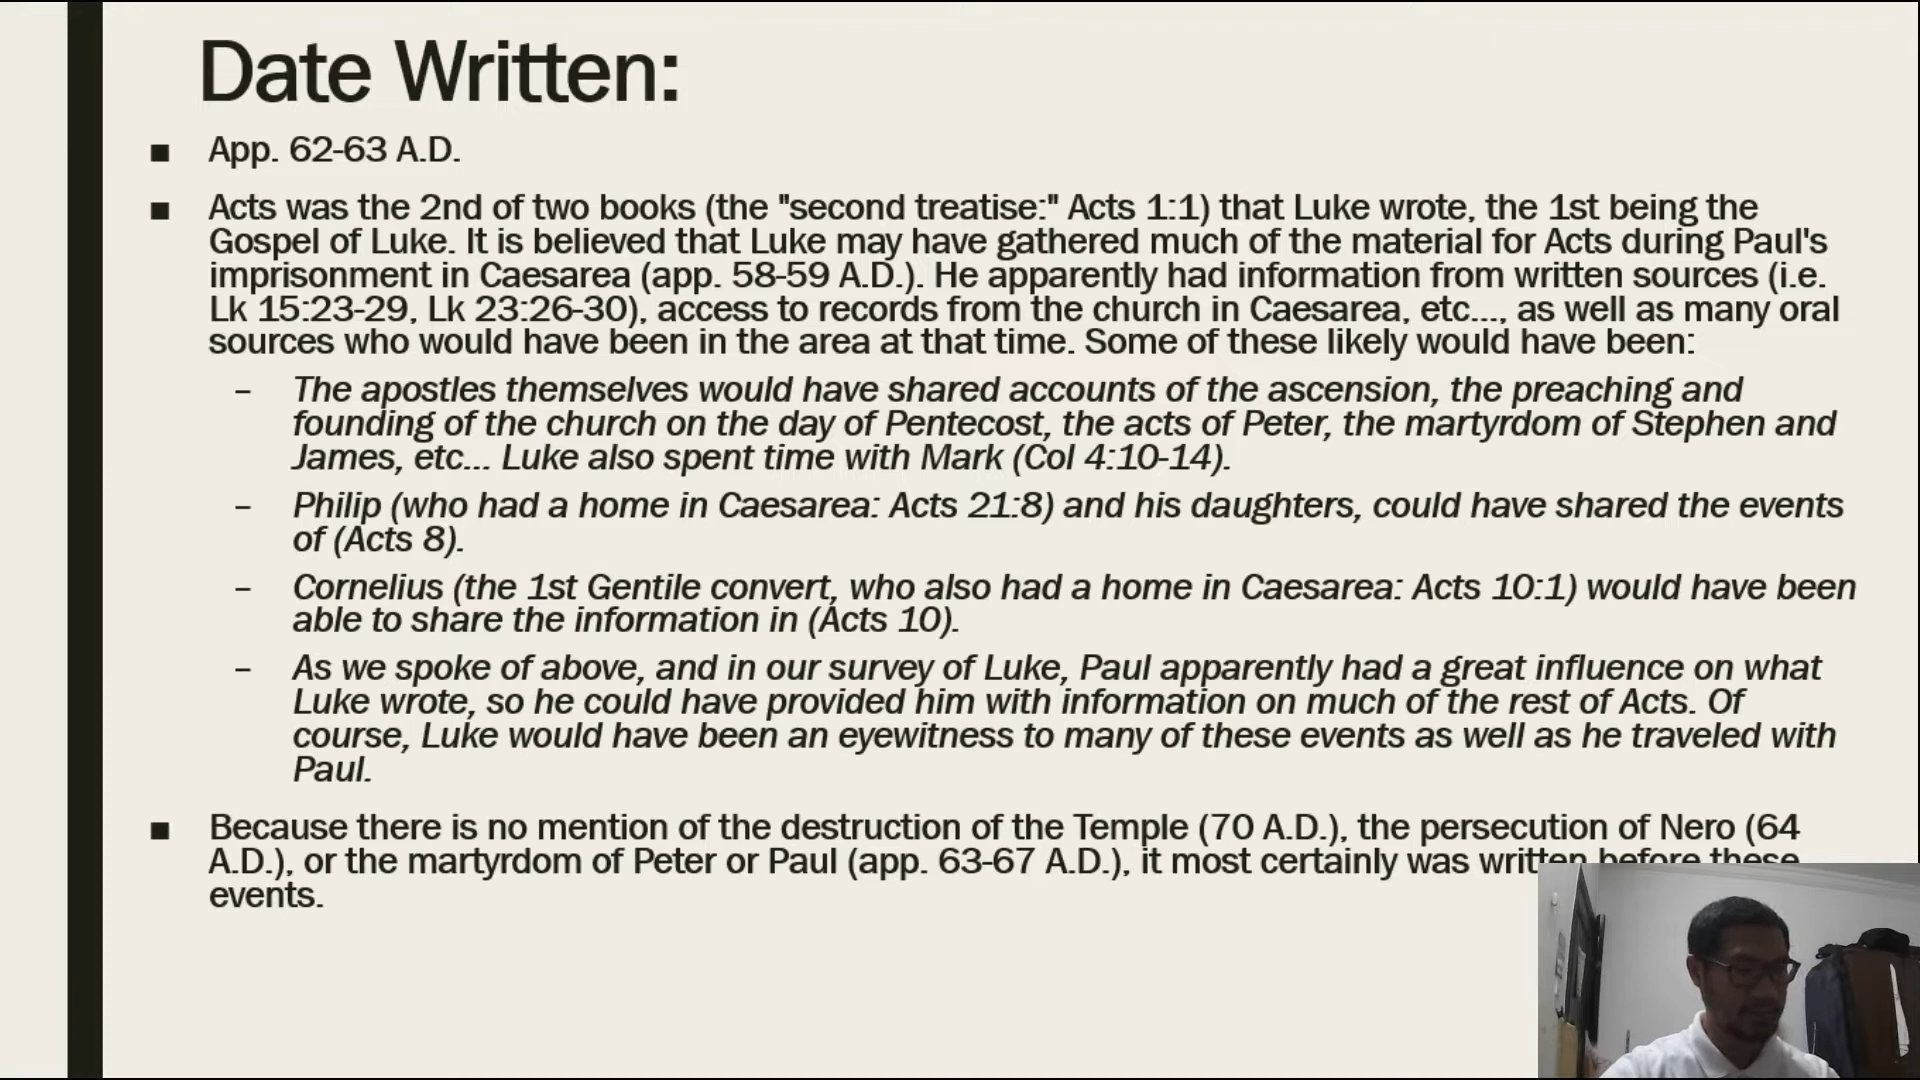 Date Written:
■ App. 62-63 A.D.
■ Acts was the 2nd of two books (the "second treatise:" Acts 1:1) that Luke wrote, the 1st being the
Gospel of Luke. It is believed that Luke may have gathered much of the material for Acts during Paul's
imprisonment in Caesarea (app. 58-59 A.D.). He apparently had information from written sources (i.e.
Lk 15:23-29, Lk 23:26-30), access to records from the church in Caesarea, etc..., as well as many oral
sources who would have been in the area at that time. Some of these likely would have been:
– The apostles themselves would have shared accounts of the ascension, the preaching and
founding of the church on the day of Pentecost, the acts of Peter, the martyrdom of Stephen and
James, etc... Luke also spent time with Mark (Col 4:10-14).
– Philip (who had a home in Caesarea: Acts 21:8) and his daughters, could have shared the events
of (Acts 8).
– Cornelius (the 1st Gentile convert, who also had a home in Caesarea: Acts 10:1) would have been
able to share the information in (Acts 10).
– As we spoke of above, and in our survey of Luke, Paul apparently had a great influence on what
Luke wrote, so he could have provided him with information on much of the rest of Acts. Of
course, Luke would have been an eyewitness to many of these events as well as he traveled with
Paul.
■ Because there is no mention of the destruction of the Temple (70 A.D.), the persecution of Nero (64
A.D.), or the martyrdom of Peter or Paul (app. 63-67 A.D.), it most certainly was written before these
events.